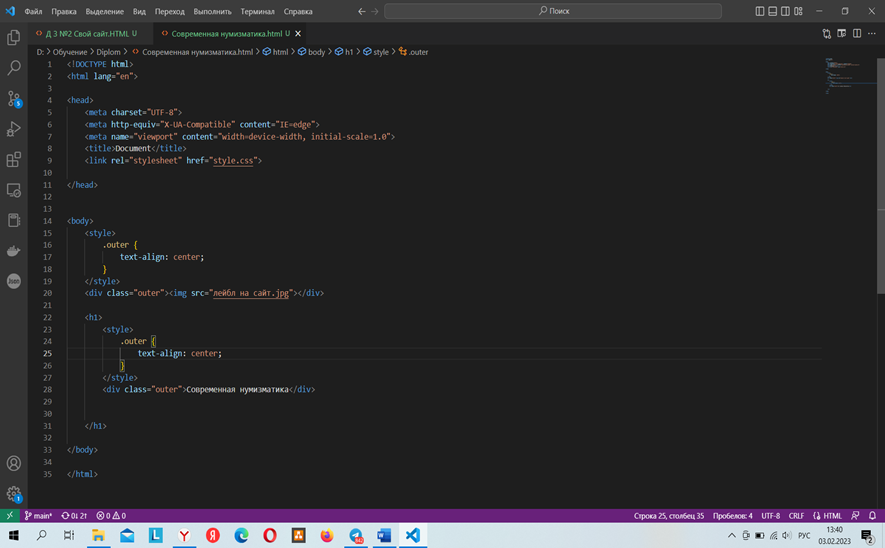 Файл Правка Выделение Вид Переход Выполнить Терминал Справка Поиск
Д З №2 Свой сайт.HTML U Современная нумизматика.html U
D: > Обучение > Diplom > Современная нумизматика.html > html > body > h1 > style > .outer
1 <!DOCTYPE html>
2 <html lang="en">
3
4 <head>
5 <meta charset="UTF-8">
6 <meta http-equiv="X-UA-Compatible" content="IE=edge">
7 <meta name="viewport" content="width=device-width, initial-scale=1.0">
8 <title>Document</title>
9 <link rel="stylesheet" href="style.css">
10
11 </head>
12
13
14 <body>
15 <style>
16 .outer {
17 text-align: center;
18 }
19 </style>
20 <div class="outer"><img src="лейбл на сайт.jpg"></div>
21
22 <h1>
23 <style>
24 .outer {
25 text-align: center;
26 }
27 </style>
28 <div class="outer">Современная нумизматика</div>
29
30
31 </h1>
32
33 </body>
34
35 </html>
main* 0↓ 2↑ 0 0 Строка 25, столбец 35 Пробелов: 4 UTF-8 CRLF HTML
РУС 13:40
03.02.2023